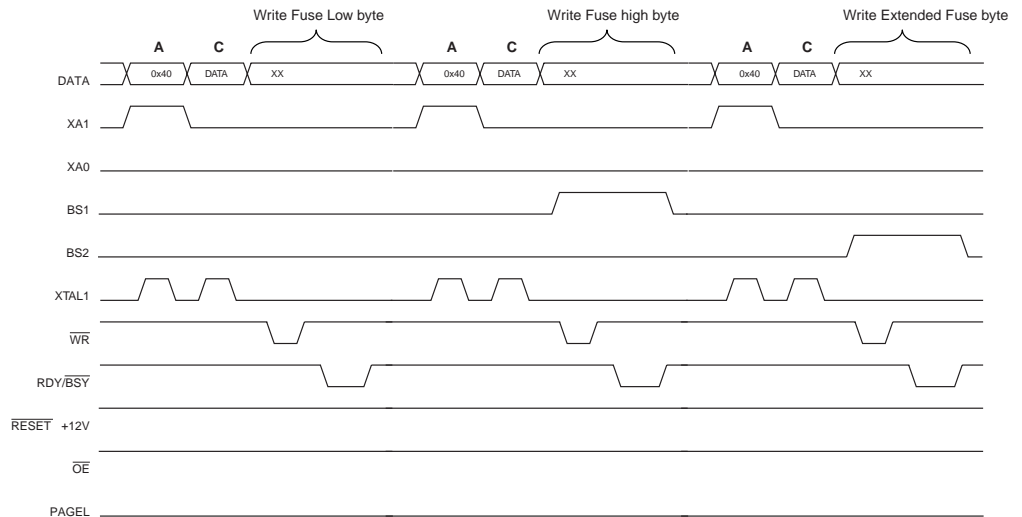 Write Fuse Low byte Write Fuse high byte Write Extended Fuse byte
A C A C A C
DATA 0x40 DATA XX 0x40 DATA XX 0x40 DATA XX
XA1
XA0
BS1
BS2
XTAL1
WR
RDY/BSY
RESET +12V
OE
PAGEL